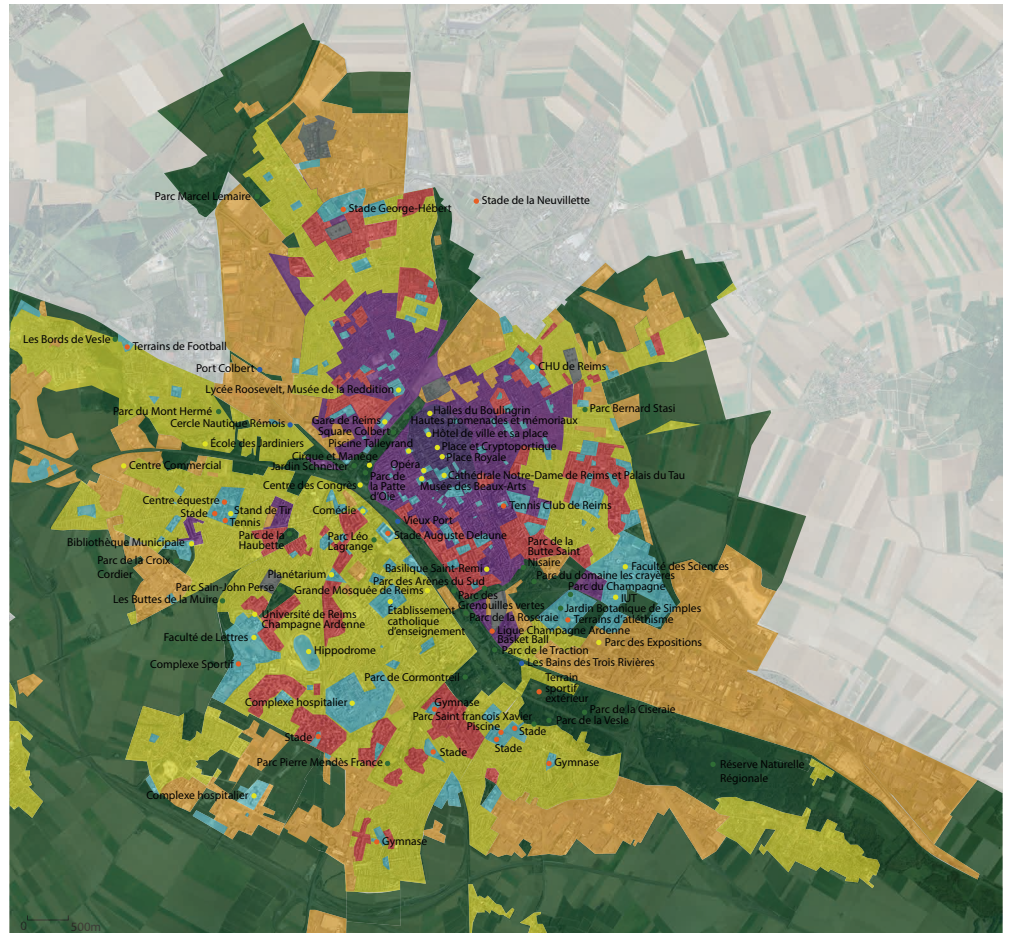 Parc Marcel Lemaire
Stade George-Hébert
Stade de la Neuvillette
Les Bords de Vesle
Terrains de Football
Port Colbert
CHU de Reims
Lycée Roosevelt, Musée de la Reddition
Parc du Mont Hermé
Cercle Nautique Rémois
Gare de Reims
Square Colbert
Halles du Boulingrin
Hautes promenades et mémoriaux
Parc Bernard Stasi
École des Jardiniers
Piscine Talleyrand
Hôtel de ville et sa place
Place et Cryptoportique
Cirque et Manège
Place Royale
Centre Commercial
Jardin Schneiter
Opéra
Parc de
la Patte
d'Oie
Cathédrale Notre-Dame de Reims et Palais du Tau
Centre des Congrès
Musée des Beaux-Arts
Centre équestre
Stade
Stand de Tir
Tennis
Comédie
Tennis Club de Reims
Vieux Port
Bibliothèque Municipale
Parc de la
Haubette
Parc Léo
Lagrange
Stade Auguste Delaune
Parc de la
Butte Saint
Nisaire
Parc de la Croix
Cordier
Planétarium
Basilique Saint-Remi
Faculté des Sciences
Parc du domaine les crayères
Parc Sain-John Perse
Parc des Arènes du Sud
Grande Mosquée de Reims
Parc du Champagne
Les Buttes de la Muire
Parc des
Grenouilles vertes
IUT
Jardin Botanique de Simples
Université de Reims
Champagne Ardenne
Établissement
catholique
d'enseignement
Parc de la Roseraie
Terrains d'aléthisme
Faculté de Lettres
Ligue Champagne Ardenne
Basket Ball
Parc des Expositions
Hippodrome
Parc de le Traction
Complexe Sportif
Les Bains des Trois Rivières
Parc de Cormontreil
Terrain
sportif
extérieur
Complexe hospitalier
Gymnase
Parc de la Ciseraie
Parc Saint françois Xavier
Parc de la Vesle
Piscine
Stade
Stade
Stade
Stade
Parc Pierre Mendès France
Gymnase
Réserve Naturelle
Régionale
Complexe hospitalier
Gymnase
0 500m